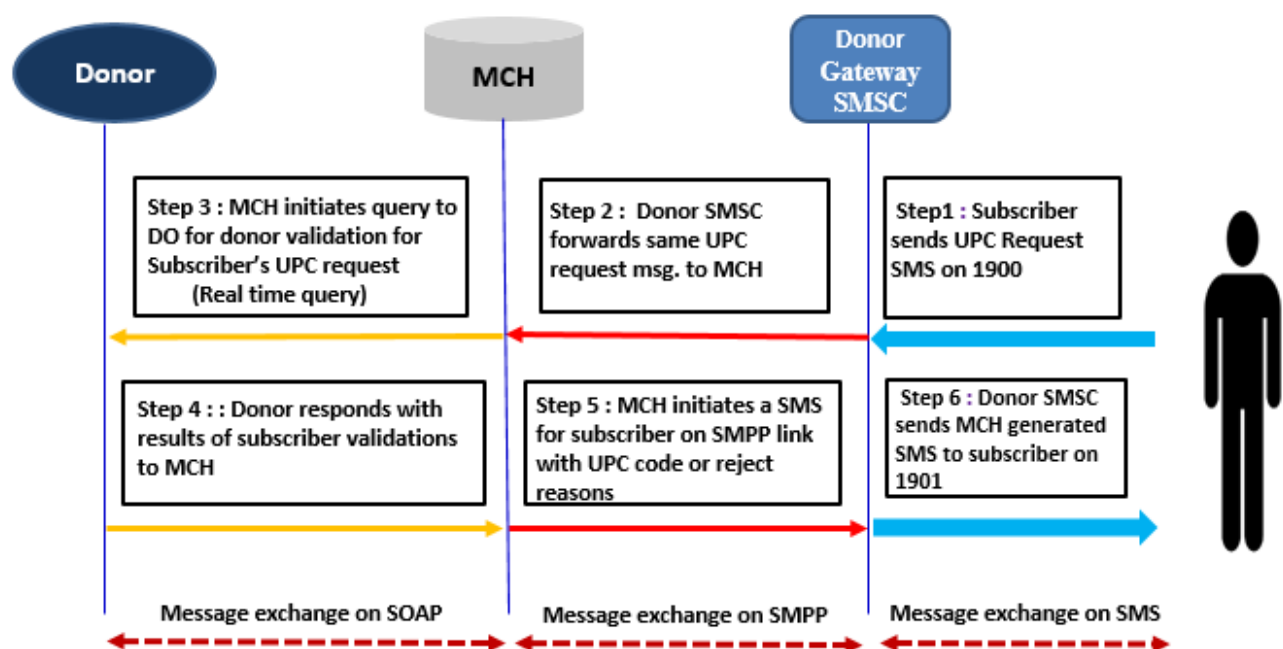 Donor
MCH
Donor
Gateway
SMSC
Step 3 : MCH initiates query to
DO for donor validation for
Subscriber's UPC request
(Real time query)
Step 2 : Donor SMSC
forwards same UPC
request msg. to MCH
Step1 : Subscriber
sends UPC Request
SMS on 1900
Step 4 : : Donor responds with
results of subscriber validations
to MCH
Step 5 : MCH initiates a SMS
for subscriber on SMPP link
with UPC code or reject
reasons
Step 6 : Donor SMSC
sends MCH generated
SMS to subscriber on
1901
Message exchange on SOAP
Message exchange on SMPP
Message exchange on SMS